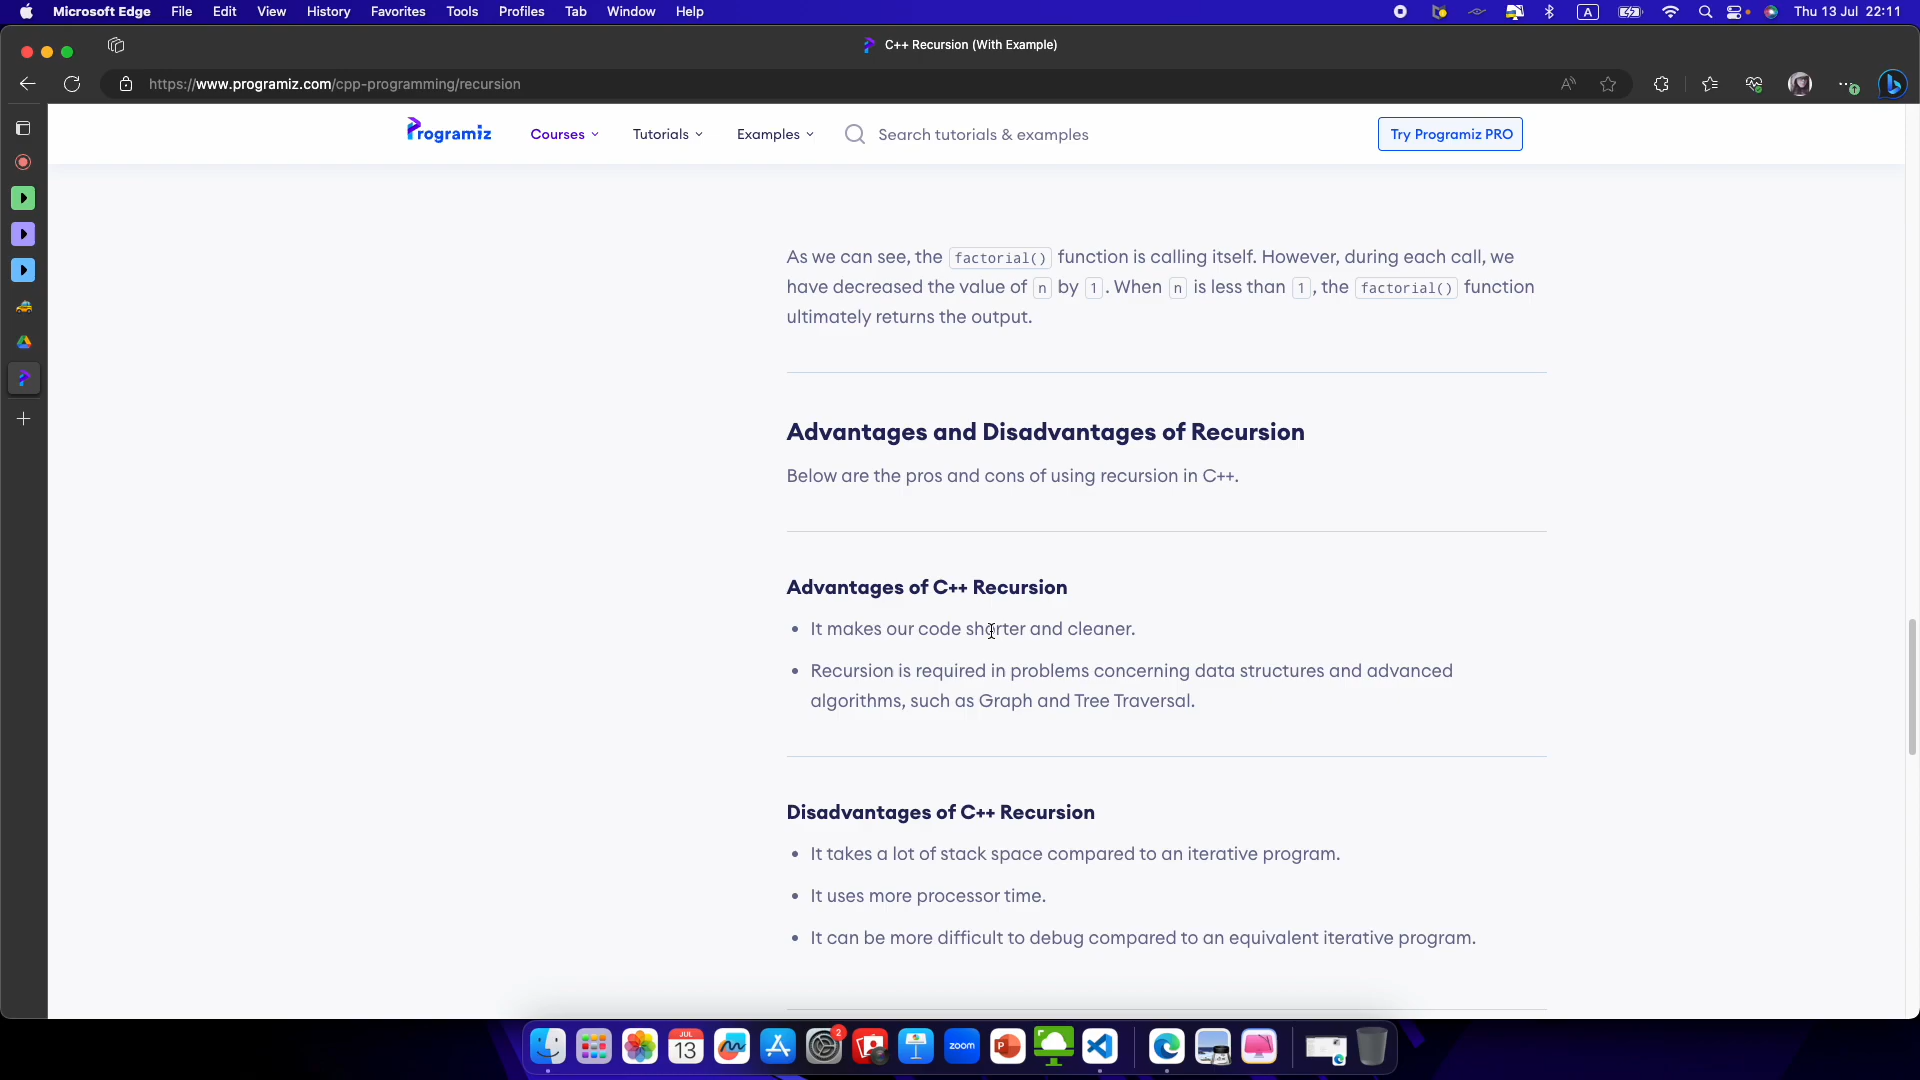 Microsoft Edge File Edit View History Favorites Tools Profiles Tab Window Help A Thu 13 Jul 22:11
C++ Recursion (With Example)
https://www.programiz.com/cpp-programming/recursion
Programiz Courses Tutorials Examples Search tutorials & examples Try Programiz PRO
As we can see, the factorial() function is calling itself. However, during each call, we
have decreased the value of n by 1. When n is less than 1, the factorial() function
ultimately returns the output.
Advantages and Disadvantages of Recursion
Below are the pros and cons of using recursion in C++.
Advantages of C++ Recursion
• It makes our code shorter and cleaner.
• Recursion is required in problems concerning data structures and advanced
algorithms, such as Graph and Tree Traversal.
Disadvantages of C++ Recursion
• It takes a lot of stack space compared to an iterative program.
• It uses more processor time.
• It can be more difficult to debug compared to an equivalent iterative program.
JUL
13
2
zoom
P